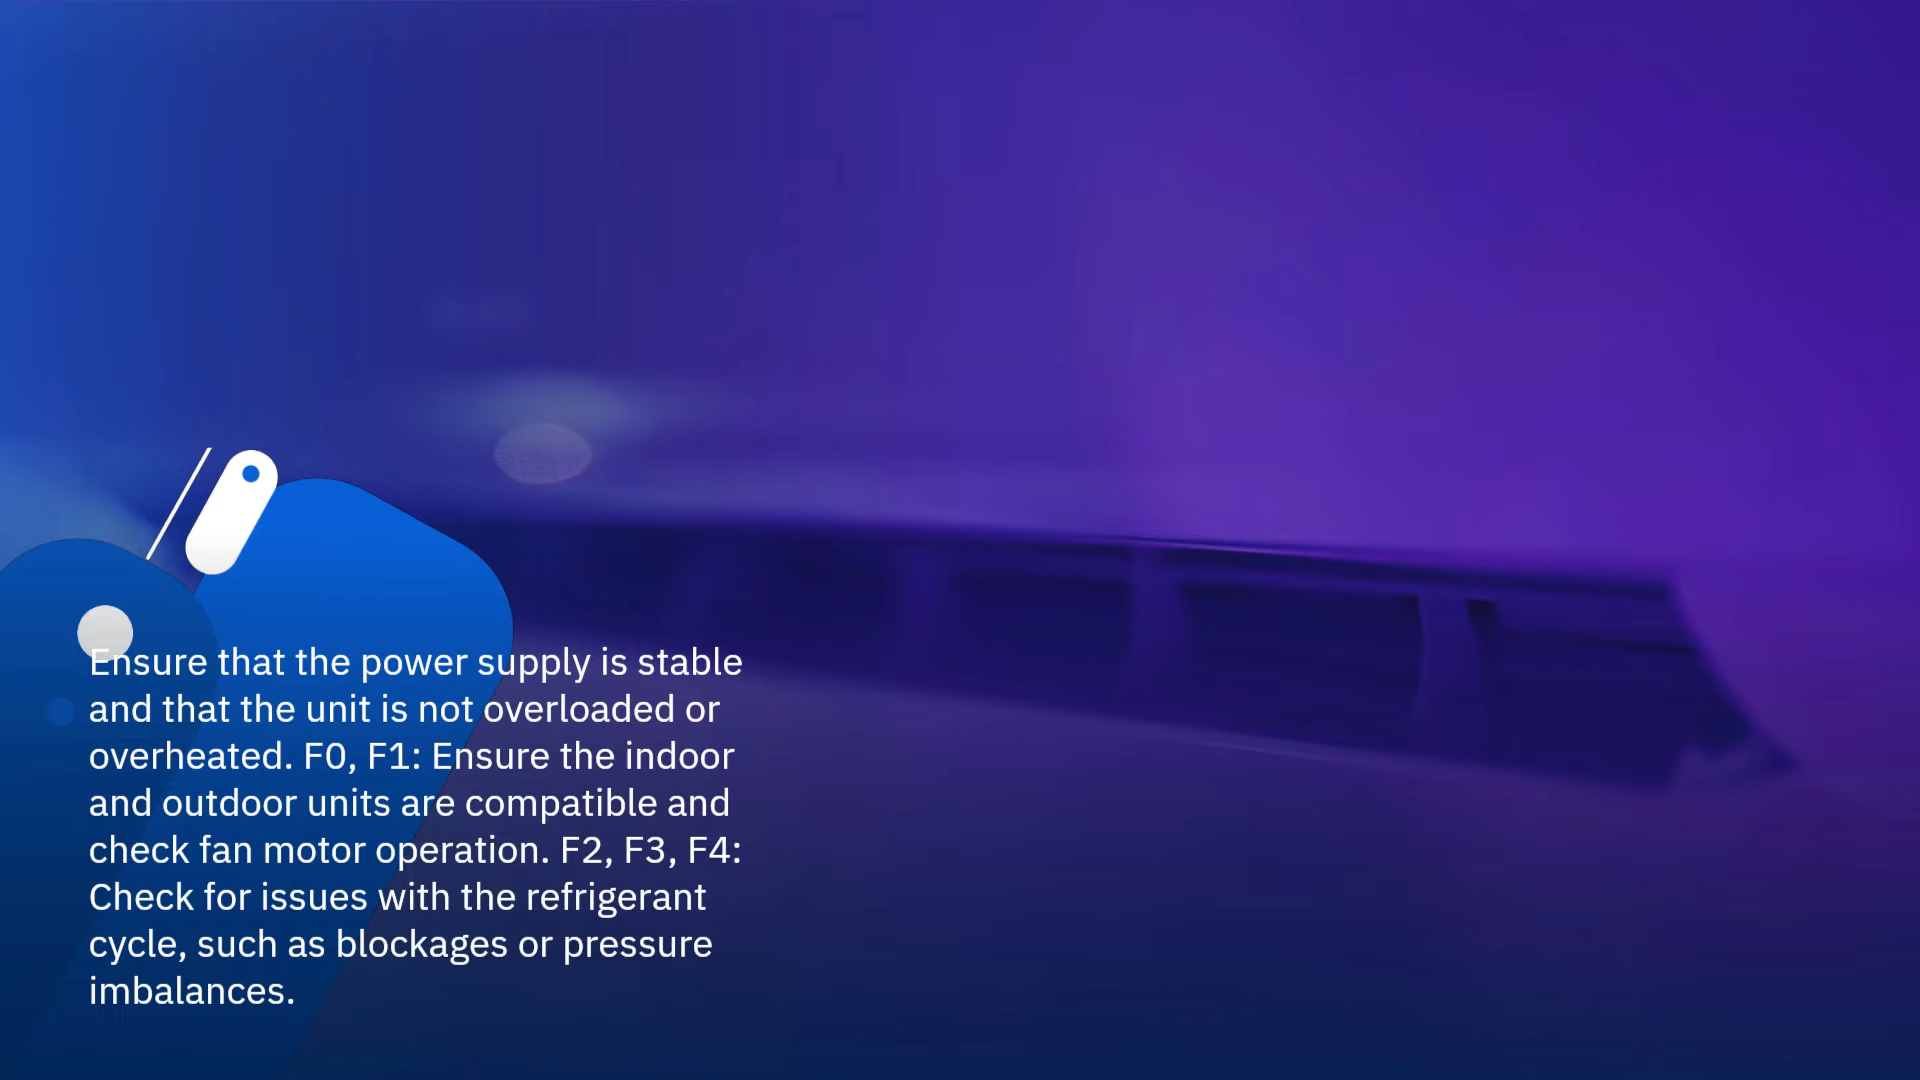 Ensure that the power supply is stable
and that the unit is not overloaded or
overheated. F0, F1: Ensure the indoor
and outdoor units are compatible and
check fan motor operation. F2, F3, F4:
Check for issues with the refrigerant
cycle, such as blockages or pressure
imbalances.